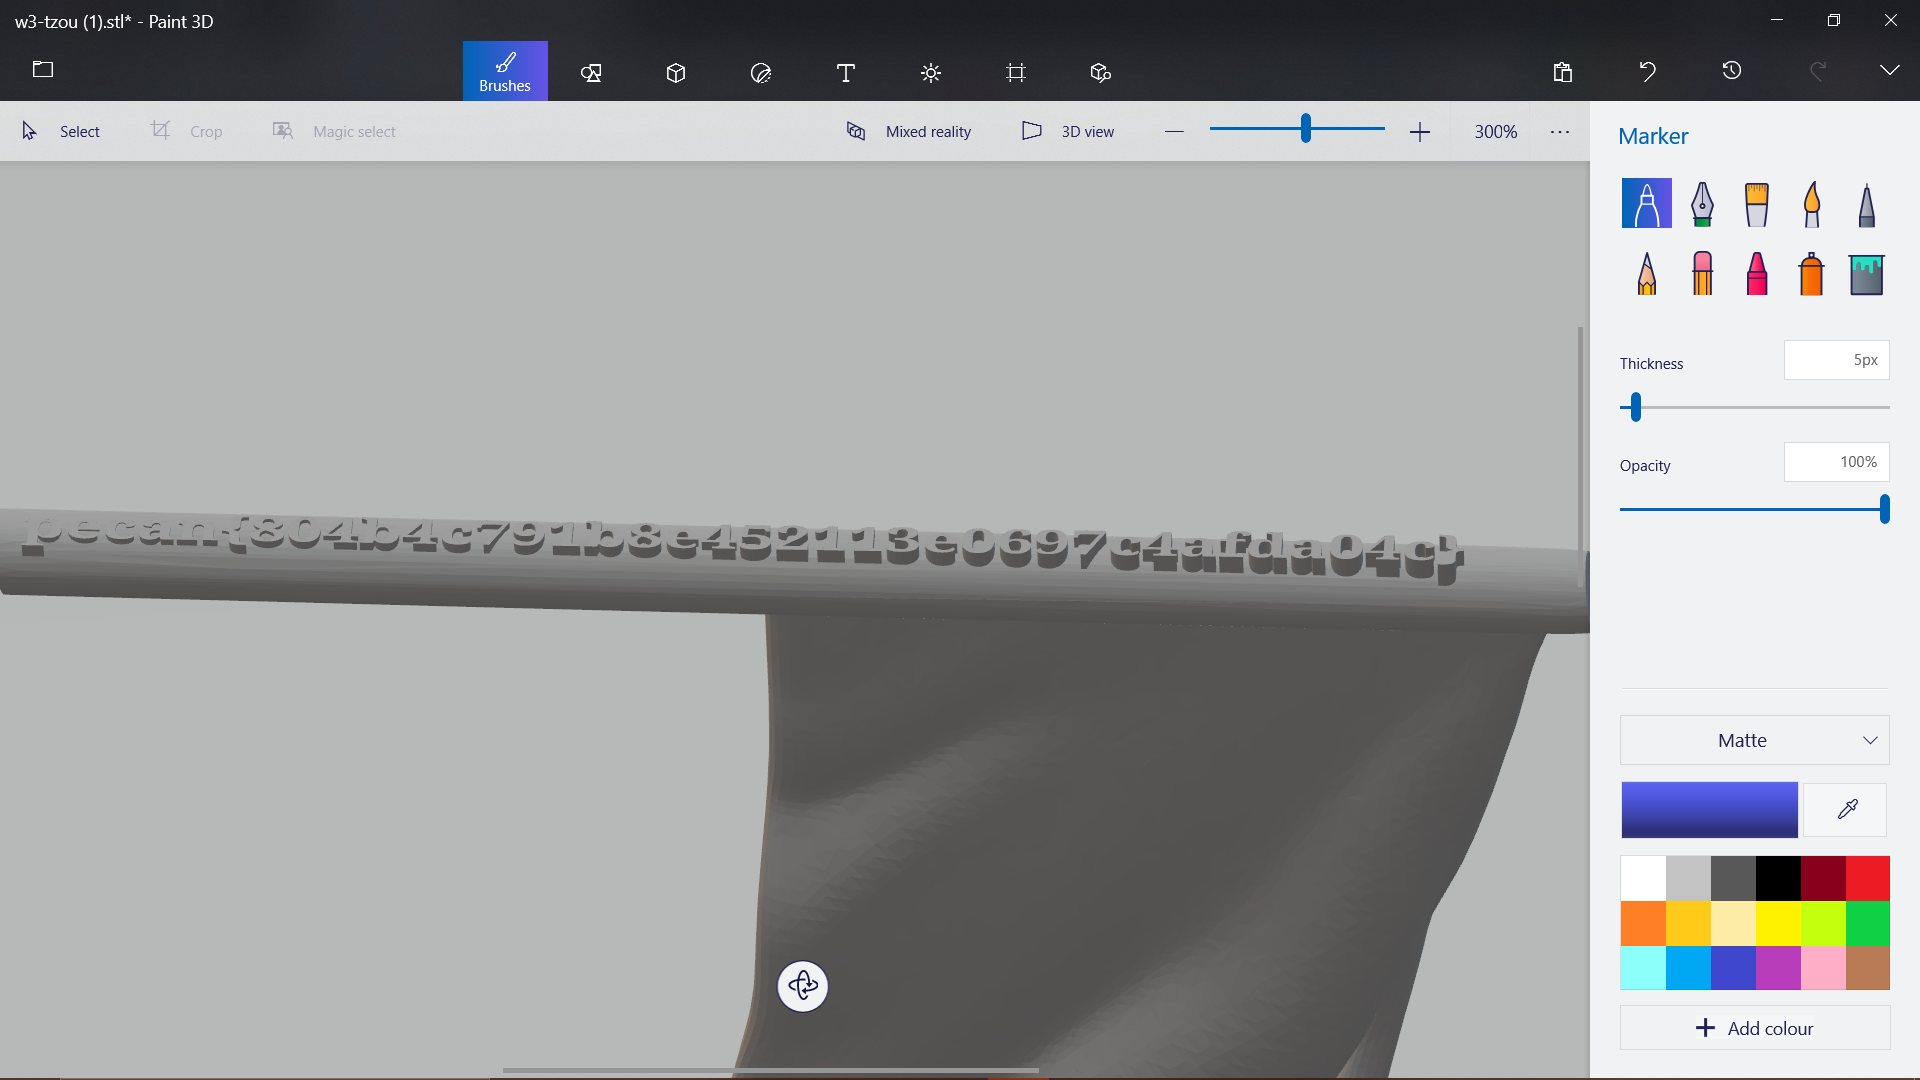 w3-tzou (1).stl* - Paint 3D
Brushes
Select
Crop
Magic select
Mixed reality
3D view
300%
Marker
Thickness
5px
Opacity
100%
pecan{804b4c791b8e452113e0697c4afda04c}
Matte
Add colour